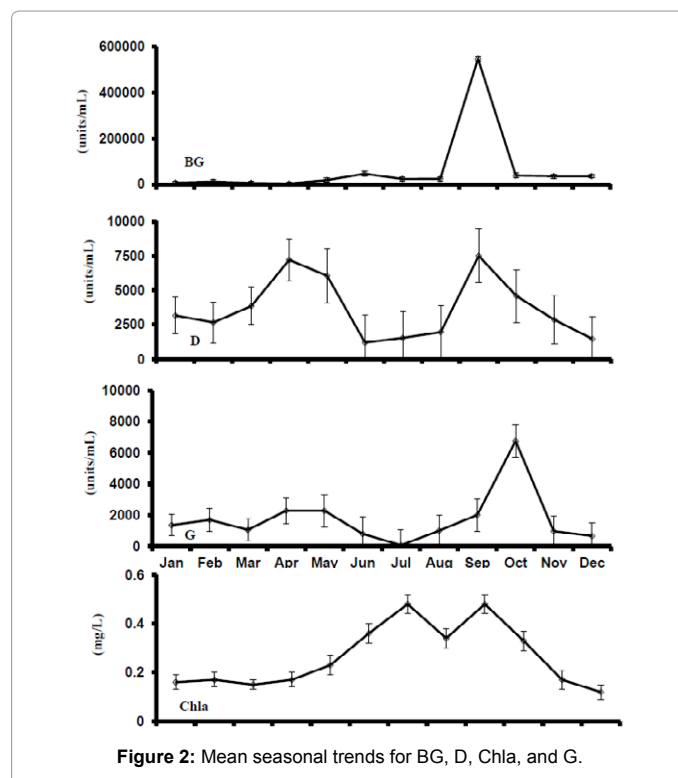 600000
400000
200000
0
(units/mL)
BG
10000
7500
5000
2500
0
(units/mL)
D
10000
8000
6000
4000
2000
0
(units/mL)
G
Jan Feb Mar Apr May Jun Jul Aug Sep Oct Nov Dec
0.6
0.4
0.2
0
(mg/L)
Chla
Figure 2: Mean seasonal trends for BG, D, Chla, and G.